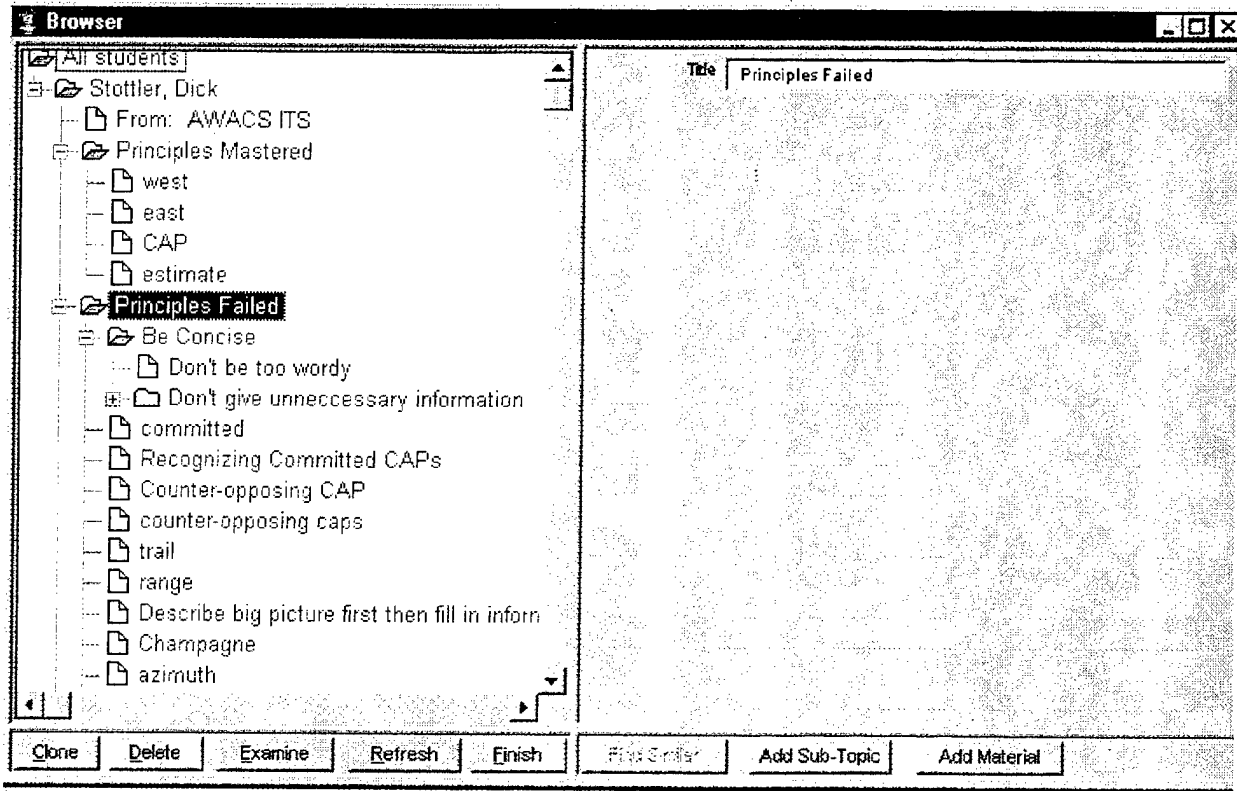 Browser
All students
Stottler, Dick
From: AWACS ITS
Principles Mastered
west
east
CAP
estimate
Principles Failed
Be Concise
Don't be too wordy
Don't give unneccessary information
committed
Recognizing Committed CAPs
Counter-opposing CAP
counter-opposing caps
trail
range
Describe big picture first then fill in inforn
Champagne
azimuth
Title Principles Failed
Clone Delete Examine Refresh Finish Find Similar Add Sub-Topic Add Material